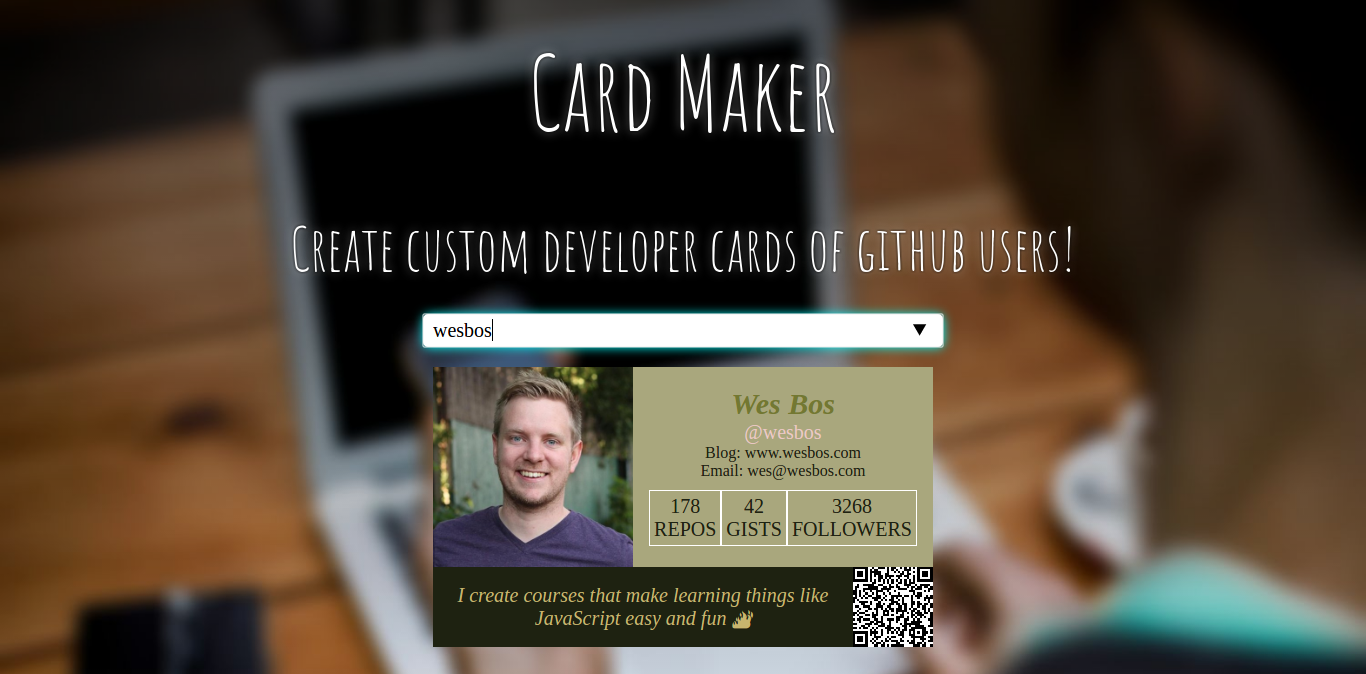 Card Maker
Create custom developer cards of github users!
wesbos
Wes Bos
@wesbos
Blog: www.wesbos.com
Email: wes@wesbos.com
178 42 3268
REPOS GISTS FOLLOWERS
I create courses that make learning things like
JavaScript easy and fun 🔥